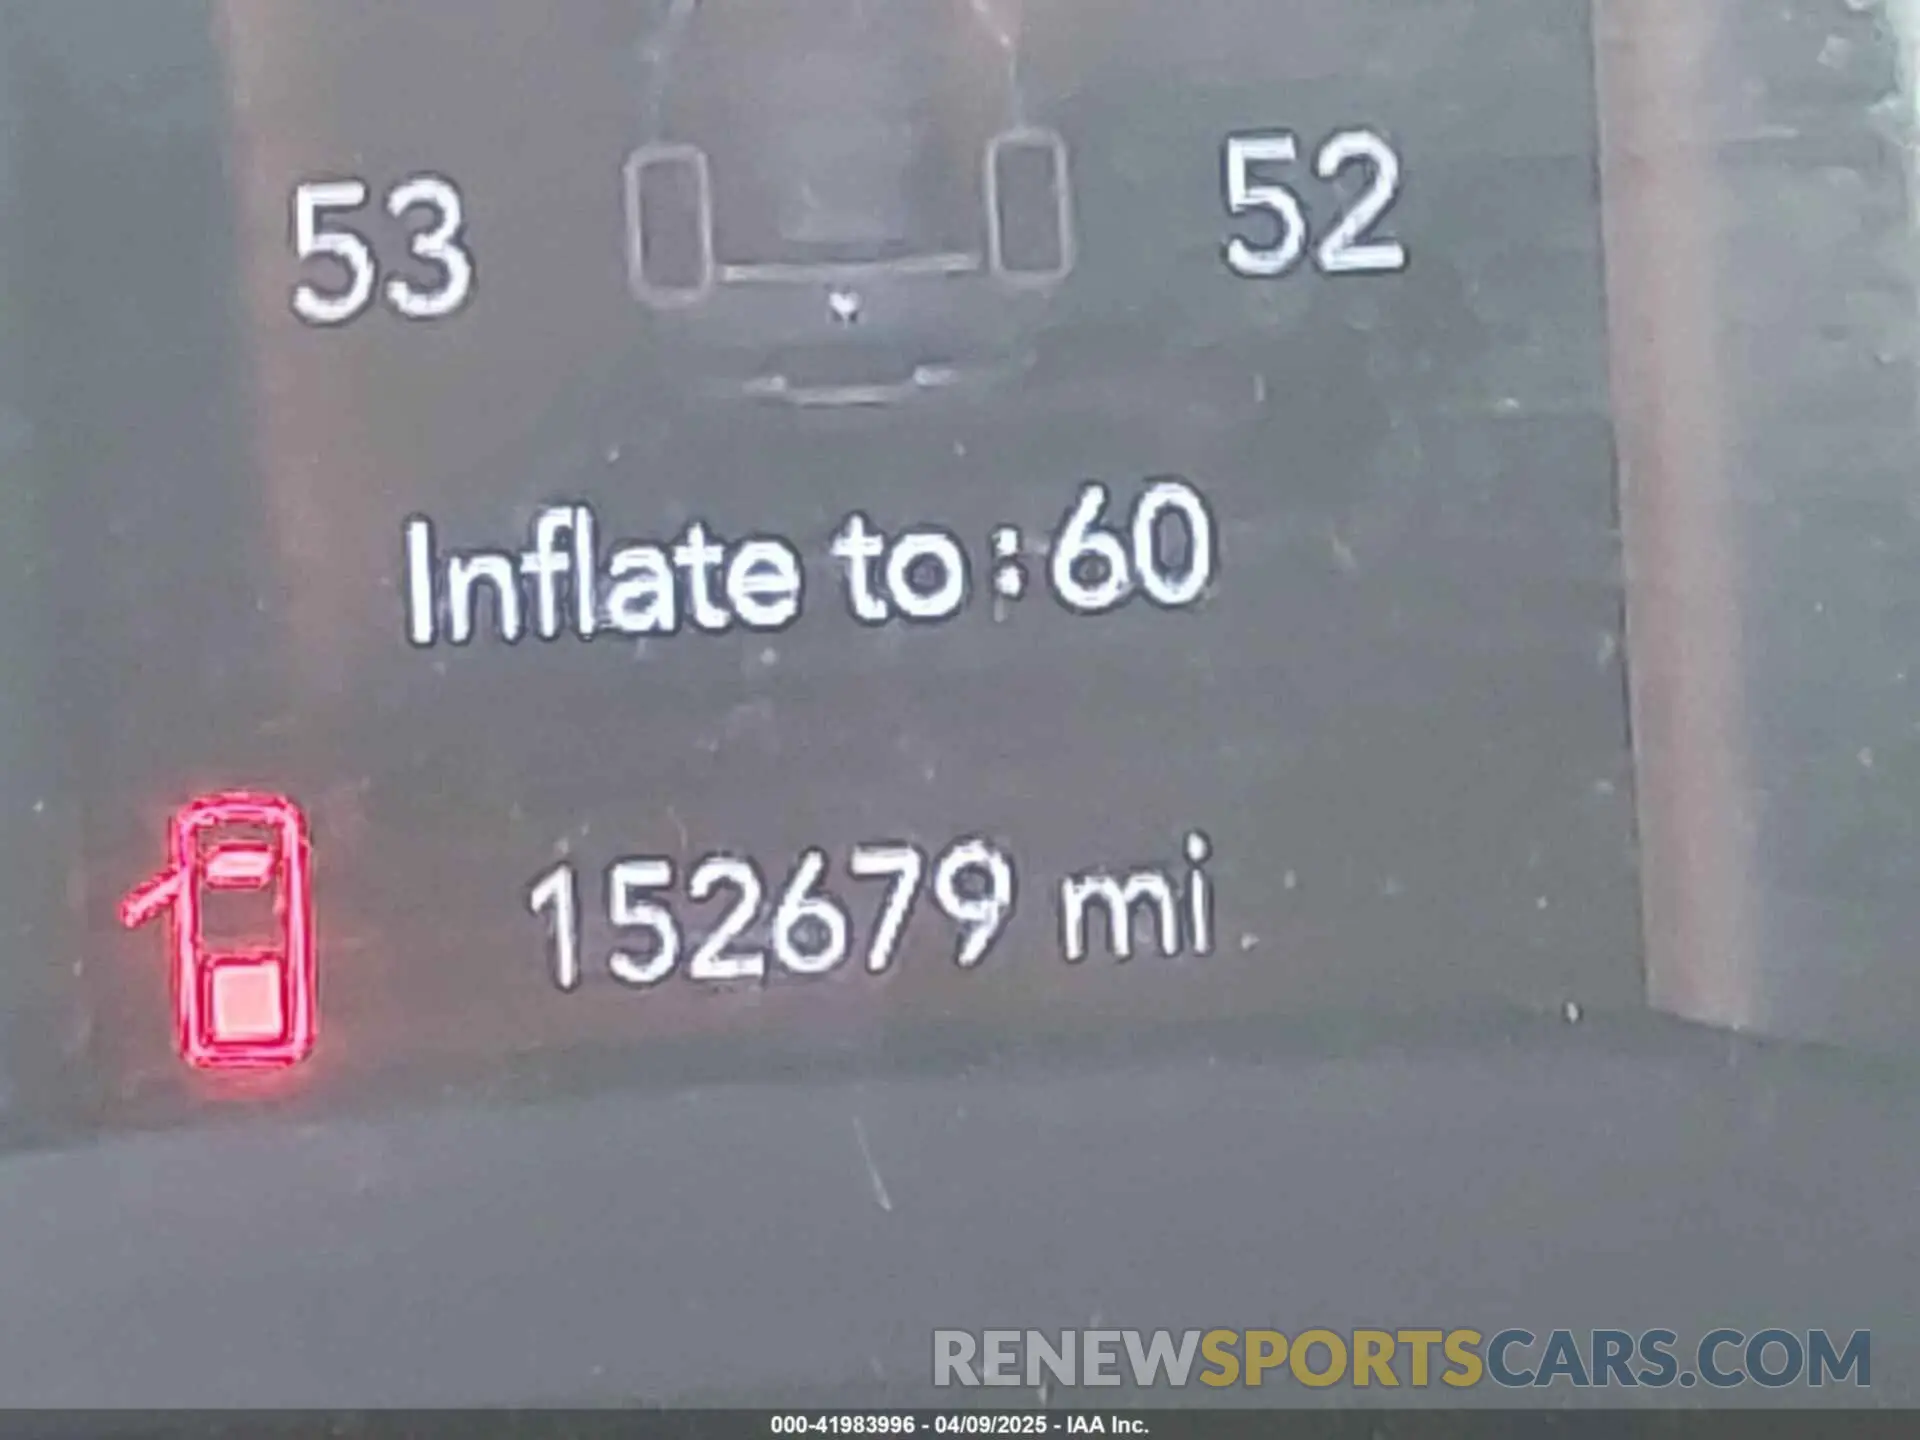 53 52
Inflate to : 60
152679 mi
RENEWSPORTSCARS.COM
000-41983996 - 04/09/2025 - IAA Inc.